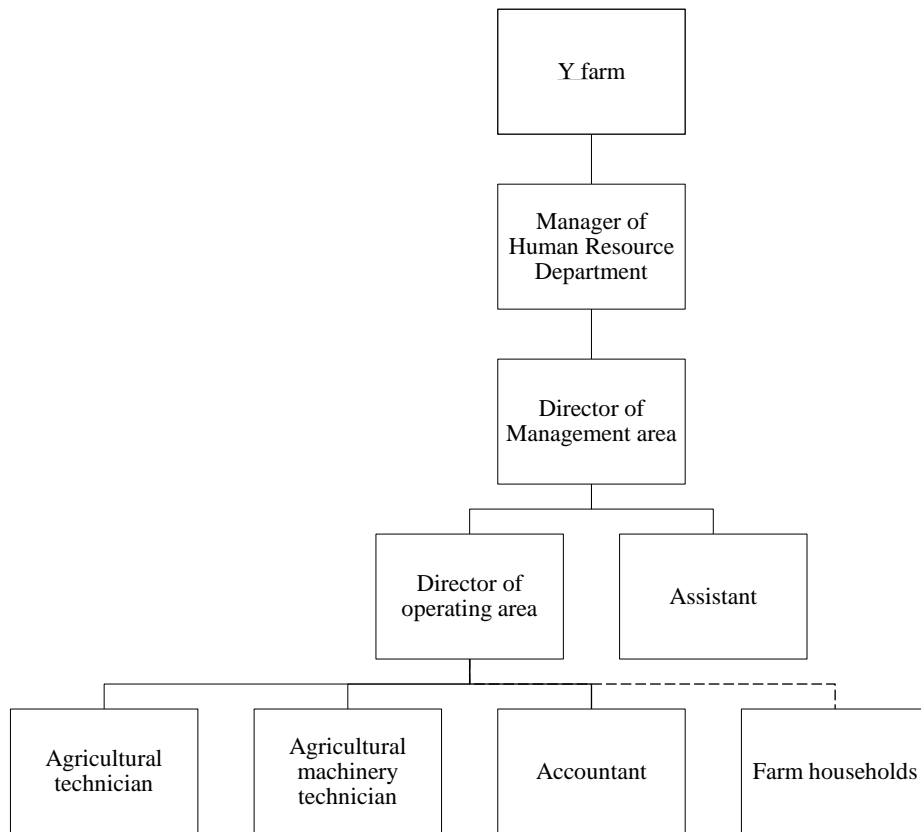 Y farm
Manager of
Human Resource
Department
Director of
Management area
Director of
operating area
Assistant
Agricultural
technician
Agricultural
machinery
technician
Accountant
Farm households